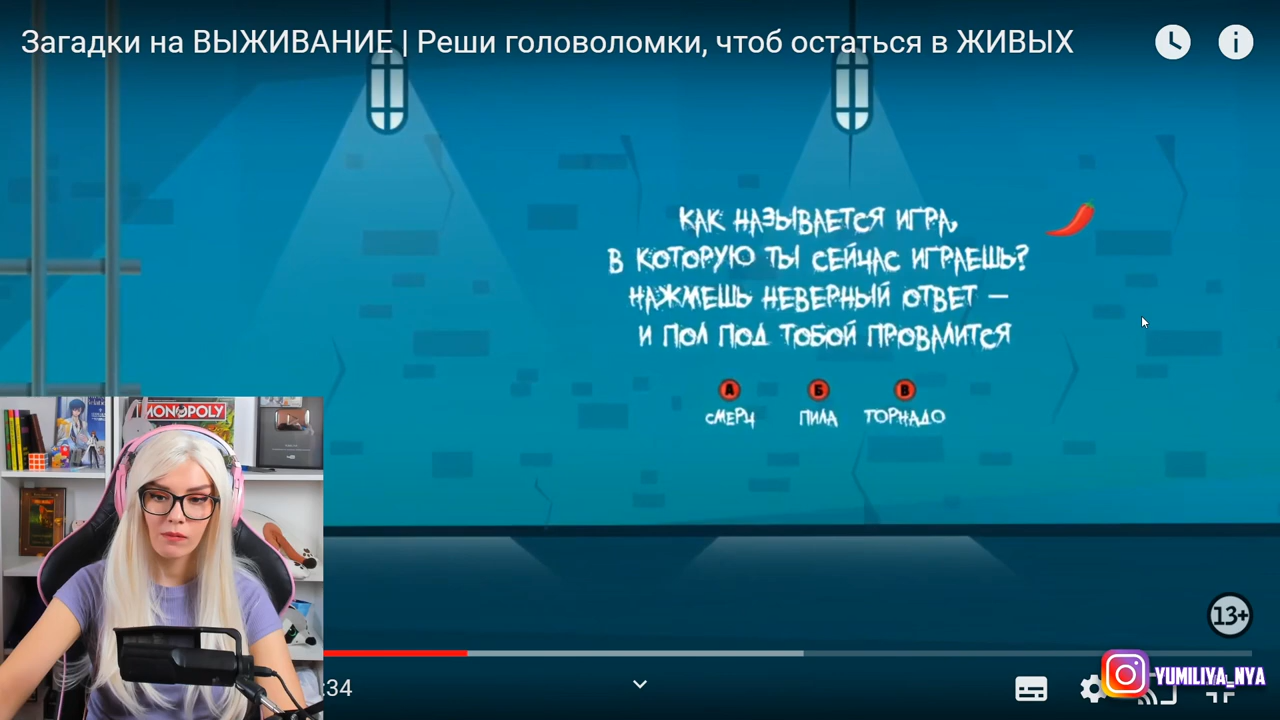 Загадки на ВЫЖИВАНИЕ | Реши головоломки, чтоб остаться в ЖИВЫХ
КАК НАЗЫВАЕТСЯ ИГРА,
В КОТОРУЮ ТЫ СЕЙЧАС ИГРАЕШЬ?
НАЖМЕШЬ НЕВЕРНЫЙ ОТВЕТ —
И ПОЛ ПОД ТОБОЙ ПРОВАЛИТСЯ
А Б В
СМЕРЧ ПИЛА ТОРНАДО
MONOPOLY
13+
:34
YUMILIYA_NYA